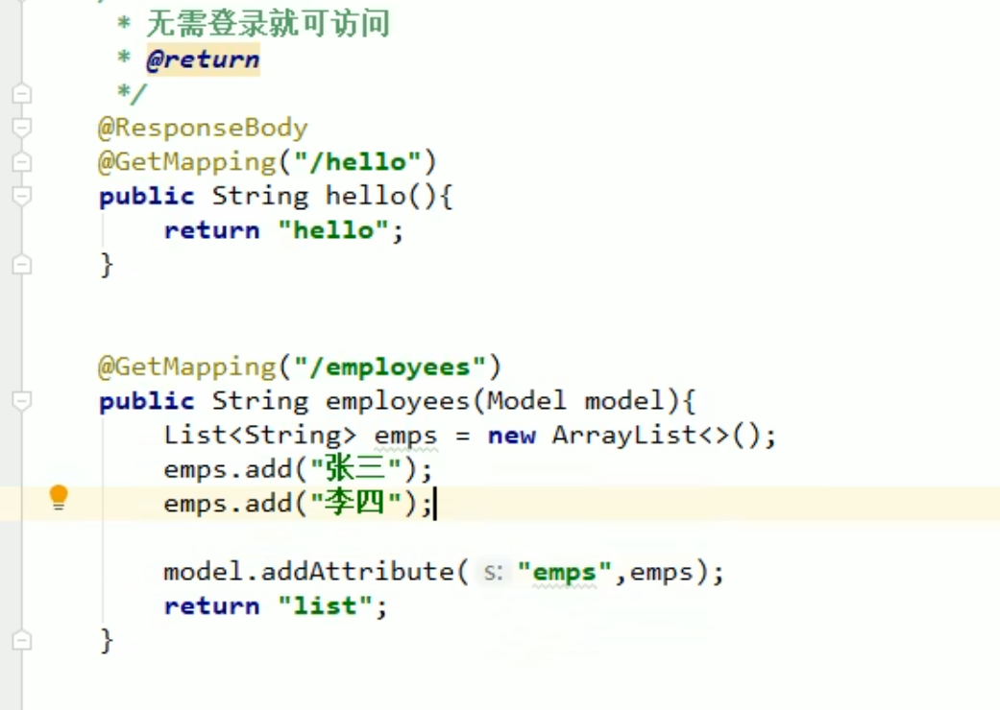 * 无需登录就可访问
* @return
*/
@ResponseBody
@GetMapping("/hello")
public String hello(){
return "hello";
}
@GetMapping("/employees")
public String employees(Model model){
List<String> emps = new ArrayList<>();
emps.add("张三");
emps.add("李四");
model.addAttribute( s: "emps",emps);
return "list";
}